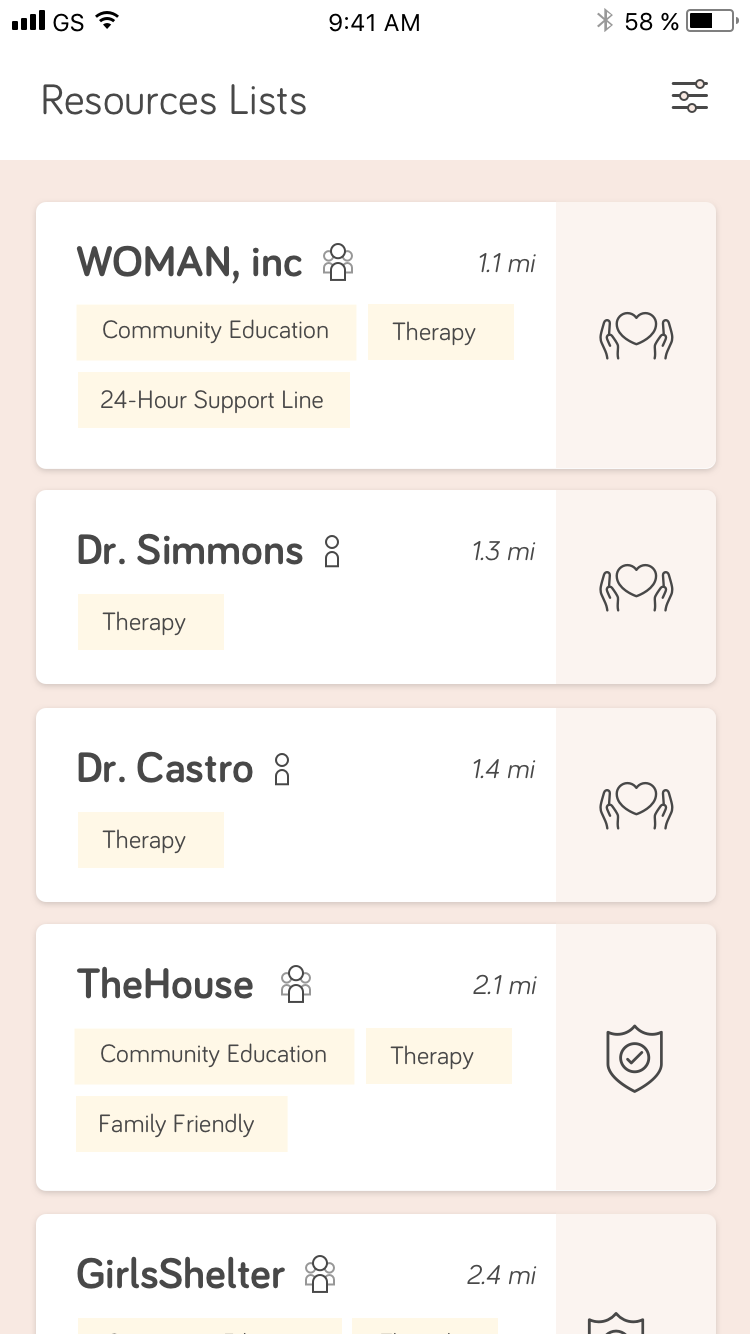 GS 9:41 AM 58 %
Resources Lists
WOMAN, inc 1.1 mi
Community Education Therapy
24-Hour Support Line
Dr. Simmons 1.3 mi
Therapy
Dr. Castro 1.4 mi
Therapy
TheHouse 2.1 mi
Community Education Therapy
Family Friendly
GirlsShelter 2.4 mi